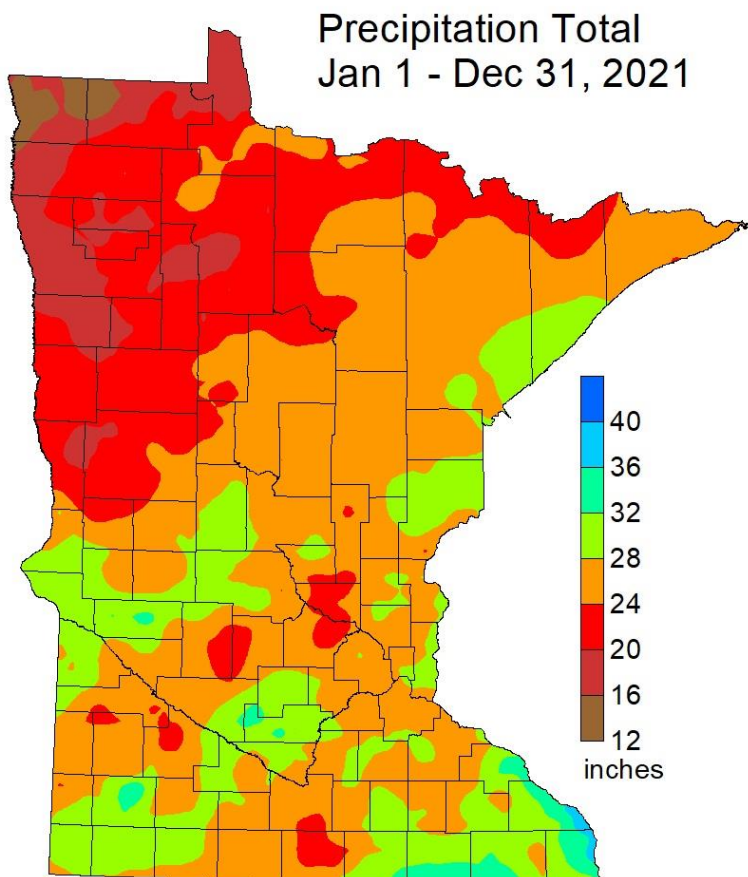 Precipitation Total
Jan 1 - Dec 31, 2021
40
36
32
28
24
20
16
12
inches